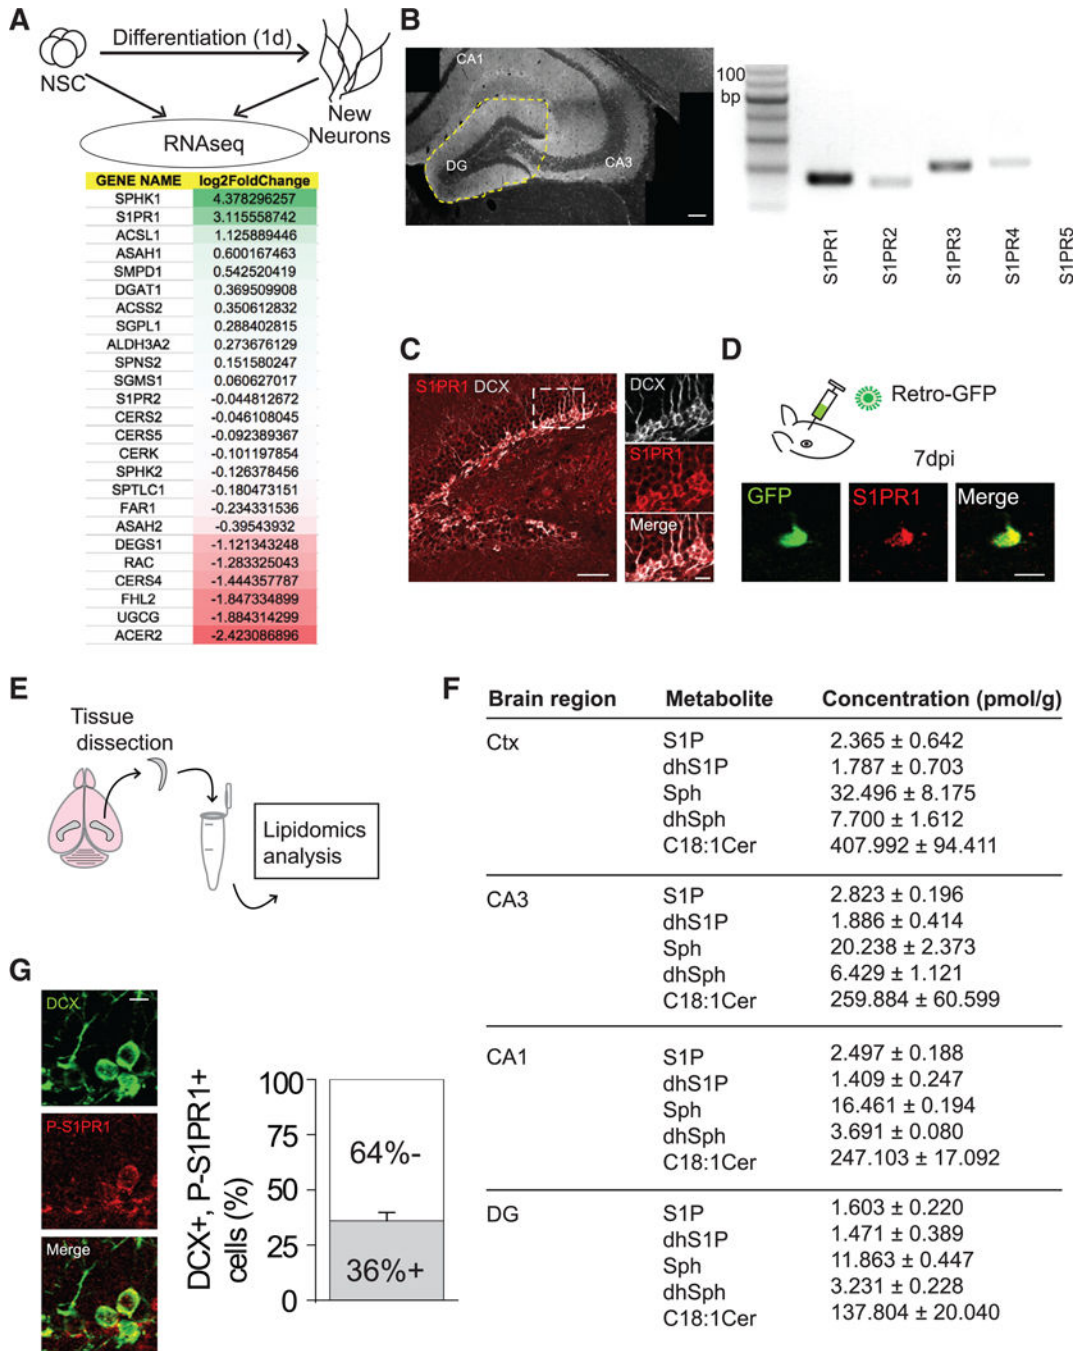 A
Differentiation (1d)
NSC
New
Neurons
RNAseq
GENE NAME log2FoldChange
SPHK1 4.378296257
S1PR1 3.115558742
ACSL1 1.125889446
ASAH1 0.600167463
SMPD1 0.542520419
DGAT1 0.369509908
ACSS2 0.350612832
SGPL1 0.288402815
ALDH3A2 0.273676129
SPNS2 0.151580247
SGMS1 0.060627017
S1PR2 -0.044812672
CERS2 -0.046108045
CERS5 -0.092389367
CERK -0.101197854
SPHK2 -0.126378456
SPTLC1 -0.180473151
FAR1 -0.234331536
ASAH2 -0.39543932
DEGS1 -1.121343248
RAC -1.283325043
CERS4 -1.444357787
FHL2 -1.847334899
UGCG -1.884314299
ACER2 -2.423086896
B
CA1
DG
CA3
100
bp
S1PR1
S1PR2
S1PR3
S1PR4
S1PR5
C
S1PR1 DCX
DCX
S1PR1
Merge
D
Retro-GFP
7dpi
GFP
S1PR1
Merge
E
Tissue
dissection
Lipidomics
analysis
F
Brain region Metabolite Concentration (pmol/g)
Ctx S1P 2.365 ± 0.642
dhS1P 1.787 ± 0.703
Sph 32.496 ± 8.175
dhSph 7.700 ± 1.612
C18:1Cer 407.992 ± 94.411
CA3 S1P 2.823 ± 0.196
dhS1P 1.886 ± 0.414
Sph 20.238 ± 2.373
dhSph 6.429 ± 1.121
C18:1Cer 259.884 ± 60.599
CA1 S1P 2.497 ± 0.188
dhS1P 1.409 ± 0.247
Sph 16.461 ± 0.194
dhSph 3.691 ± 0.080
C18:1Cer 247.103 ± 17.092
DG S1P 1.603 ± 0.220
dhS1P 1.471 ± 0.389
Sph 11.863 ± 0.447
dhSph 3.231 ± 0.228
C18:1Cer 137.804 ± 20.040
G
DCX
P-S1PR1
Merge
DCX+, P-S1PR1+
cells (%)
100
75
50
25
0
64%-
36%+